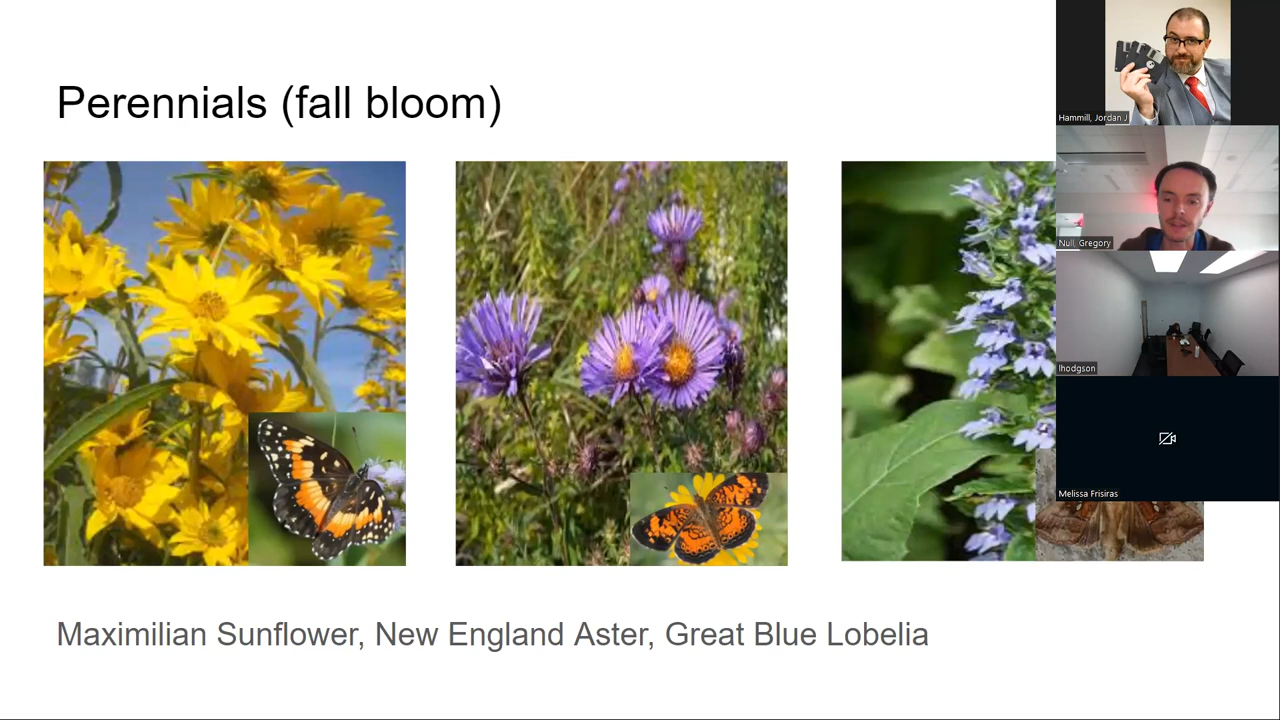 Perennials (fall bloom)
Maximilian Sunflower, New England Aster, Great Blue Lobelia
Hammill, Jordan J
Null, Gregory
lhodgson
Melissa Frisiras